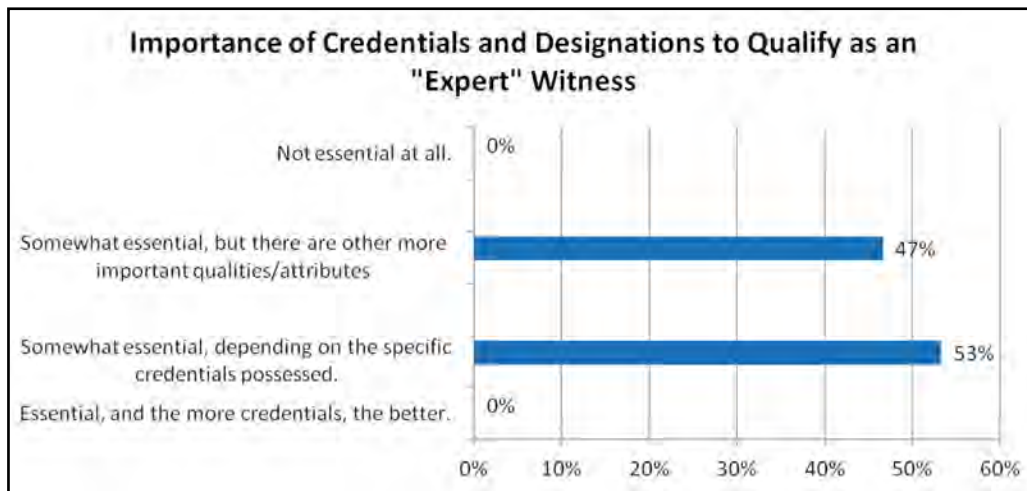 Importance of Credentials and Designations to Qualify as an
"Expert" Witness
Not essential at all.
0%
Somewhat essential, but there are other more
important qualities/attributes
47%
Somewhat essential, depending on the specific
credentials possessed.
53%
Essential, and the more credentials, the better.
0%
0% 10% 20% 30% 40% 50% 60%